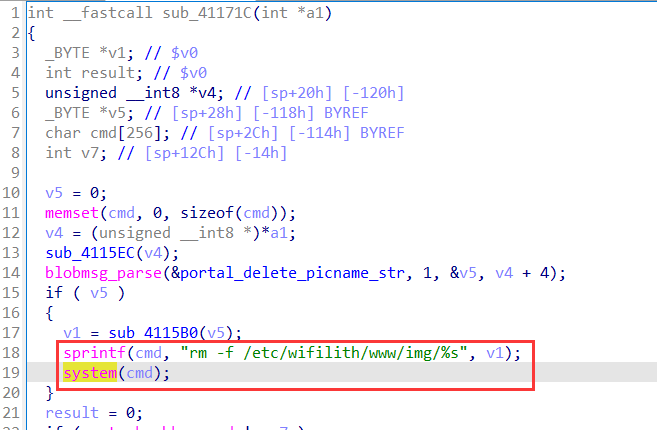 1 int __fastcall sub_41171C(int *a1)
2 {
3 _BYTE *v1; // $v0
4 int result; // $v0
5 unsigned __int8 *v4; // [sp+20h] [-120h]
6 _BYTE *v5; // [sp+28h] [-118h] BYREF
7 char cmd[256]; // [sp+2Ch] [-114h] BYREF
8 int v7; // [sp+12Ch] [-14h]
9
10 v5 = 0;
11 memset(cmd, 0, sizeof(cmd));
12 v4 = (unsigned __int8 *)*a1;
13 sub_4115EC(v4);
14 blobmsg_parse(&portal_delete_picname_str, 1, &v5, v4 + 4);
15 if ( v5 )
16 {
17 v1 = sub_4115B0(v5);
18 sprintf(cmd, "rm -f /etc/wifilith/www/img/%s", v1);
19 system(cmd);
20 }
21 result = 0;